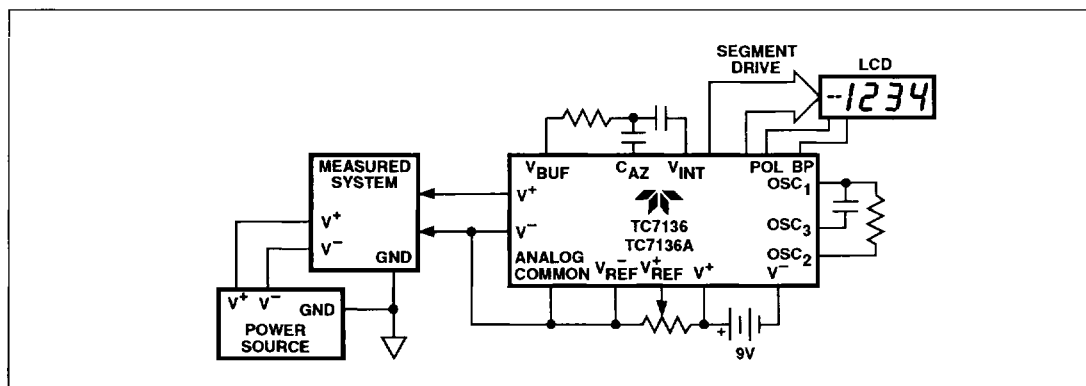 SEGMENT
DRIVE
LCD
-1234
MEASURED
SYSTEM
V+
V−
GND
V+ V− GND
POWER
SOURCE
VBUF CAZ VINT POL BP
V+
V−
TC7136
TC7136A
ANALOG
COMMON
V−REF V+REF V+ V−
OSC1
OSC3
OSC2
+
9V